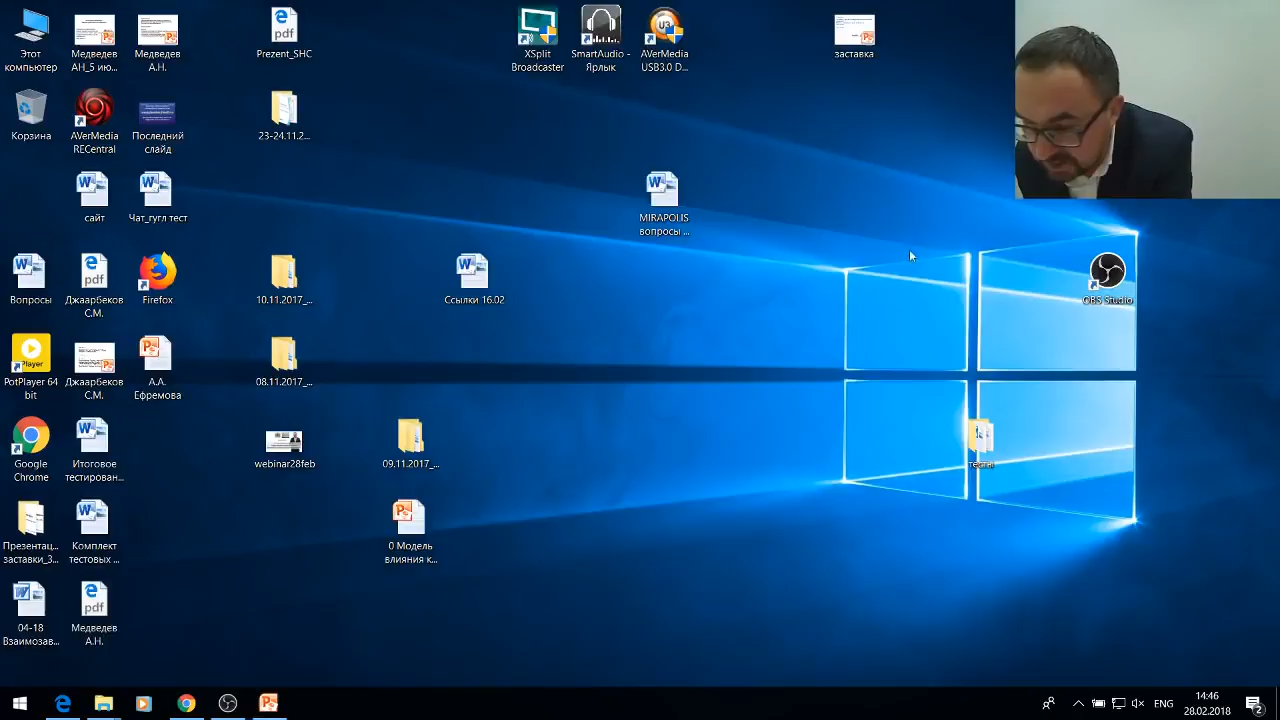 Этот
компьютер
Медведев
АН_5 ию...
Медведев
А.Н.
Prezent_SHC
XSplit
Broadcaster
SmartAudio -
Ярлык
AVerMedia
USB3.0 D...
заставка
Корзина
AVerMedia
RECentral
Последний
слайд
23-24.11.2...
сайт
Чат_гугл тест
MIRAPOLIS
вопросы ...
Вопросы
Джаарбеков
С.М.
Firefox
10.11.2017_...
Ссылки 16.02
OBS Studio
PotPlayer 64
bit
Джаарбеков
С.М.
А.А.
Ефремова
08.11.2017_...
Google
Chrome
Итоговое
тестирован...
webinar28feb
09.11.2017_...
тесты
Презентац...
заставки_3...
Комплект
тестовых ...
0 Модель
влияния к...
04-18
Взаимозав...
Медведев
А.Н.
ENG
14:46
28.02.2018
2